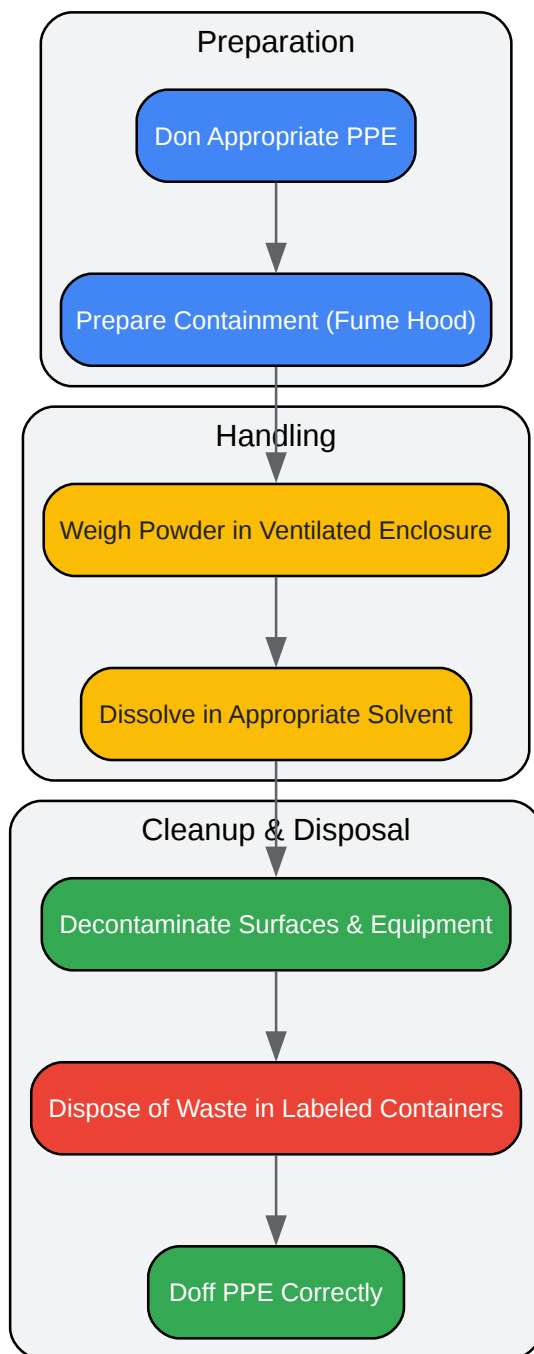 Preparation
Don Appropriate PPE
Prepare Containment (Fume Hood)
Handling
Weigh Powder in Ventilated Enclosure
Dissolve in Appropriate Solvent
Cleanup & Disposal
Decontaminate Surfaces & Equipment
Dispose of Waste in Labeled Containers
Doff PPE Correctly